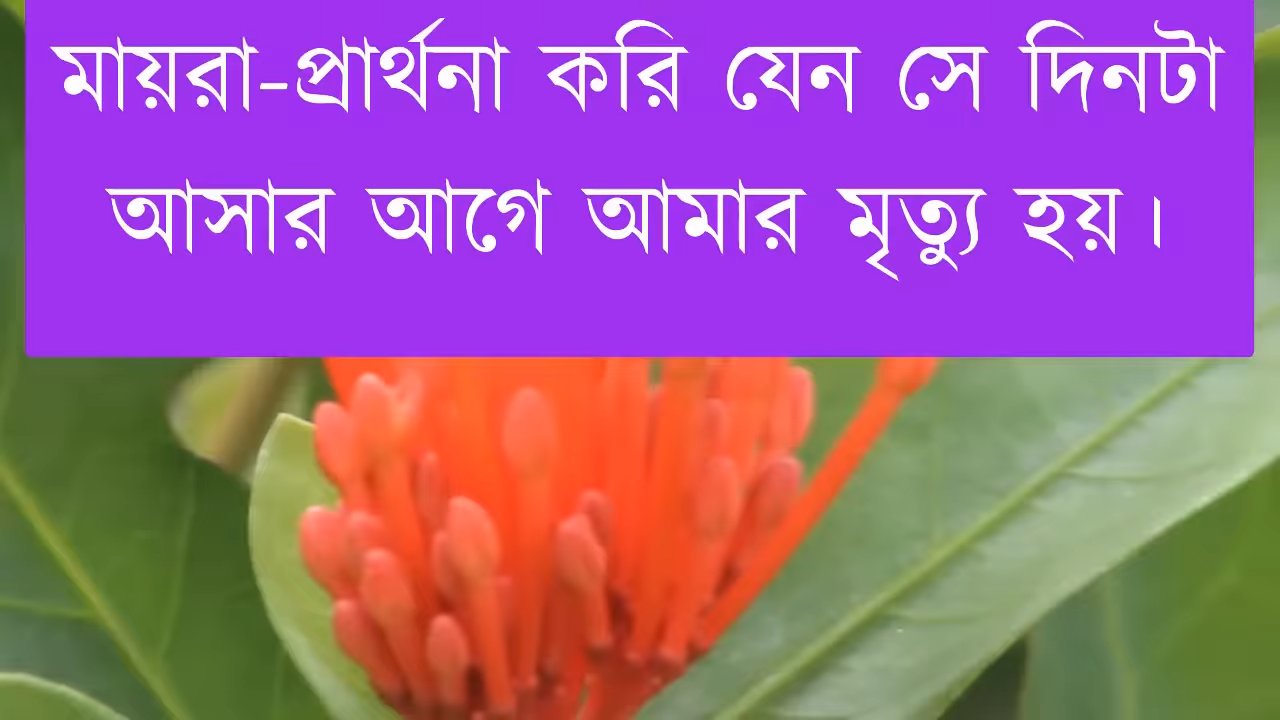 মায়রা-প্রার্থনা করি যেন সে দিনটা
আসার আগে আমার মৃত্যু হয়।